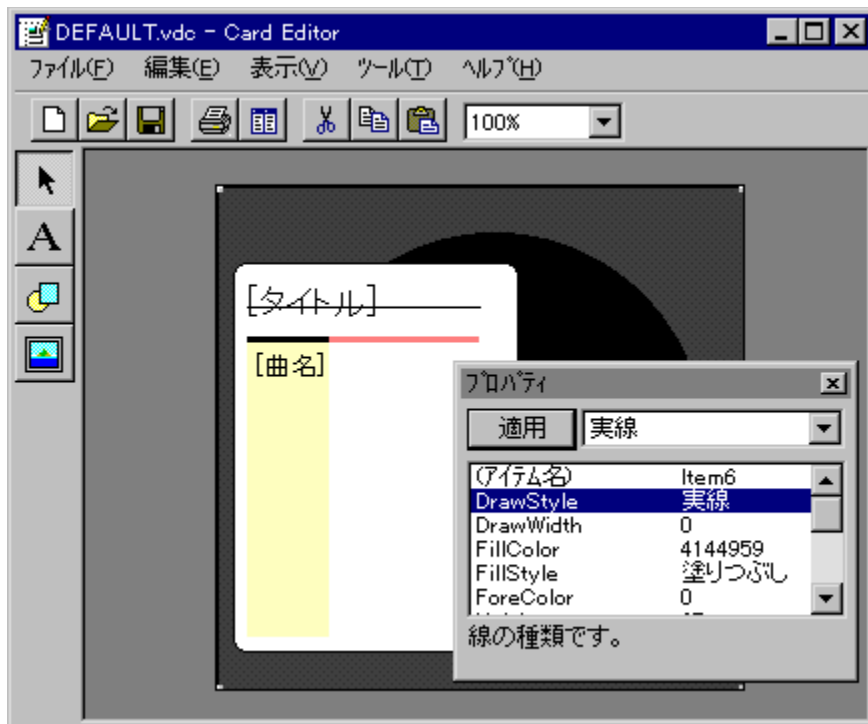 DEFAULT.vdc - Card Editor
ﾌｧｲﾙ(F) 編集(E) 表示(V) ﾂｰﾙ(T) ﾍﾙﾌﾟ(H)
100%
A
[タイトル]
[曲名]
ﾌﾟﾛﾊﾟﾃｨ
適用 実線
(ｱｲﾃﾑ名) Item6
DrawStyle 実線
DrawWidth 0
FillColor 4144959
FillStyle 塗りつぶし
ForeColor 0
線の種類です。